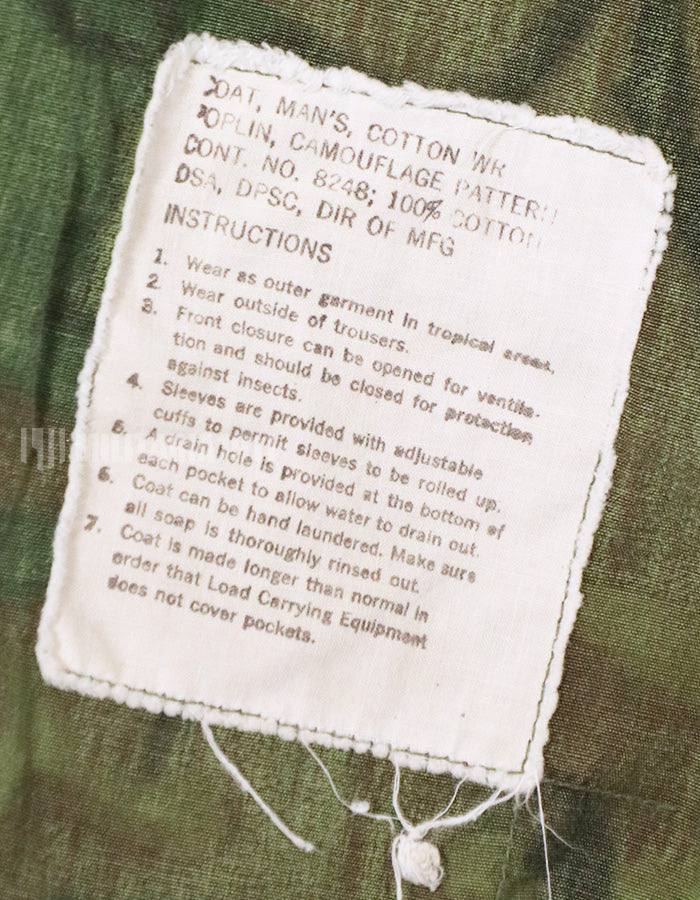 COAT, MAN'S, COTTON WR
POPLIN, CAMOUFLAGE PATTERN
CONT. NO. 8248; 100% COTTON
DSA, DPSC, DIR OF MFG
INSTRUCTIONS
1. Wear as outer garment in tropical areas.
2. Wear outside of trousers.
3. Front closure can be opened for ventila-
tion and should be closed for protection
against insects.
4. Sleeves are provided with adjustable
cuffs to permit sleeves to be rolled up.
5. A drain hole is provided at the bottom of
each pocket to allow water to drain out.
6. Coat can be hand laundered. Make sure
all soap is thoroughly rinsed out.
7. Coat is made longer than normal in
order that Load Carrying Equipment
does not cover pockets.